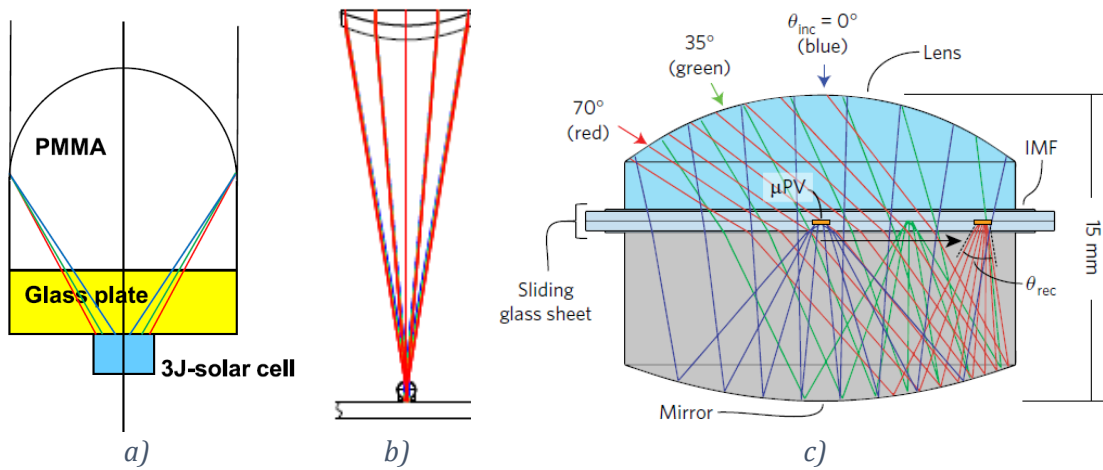 PMMA
Glass plate
3J-solar cell
a)
b)
θinc = 0°
(blue)
35°
(green)
70°
(red)
Lens
IMF
μPV
15 mm
Sliding
glass sheet
θrec
Mirror
c)